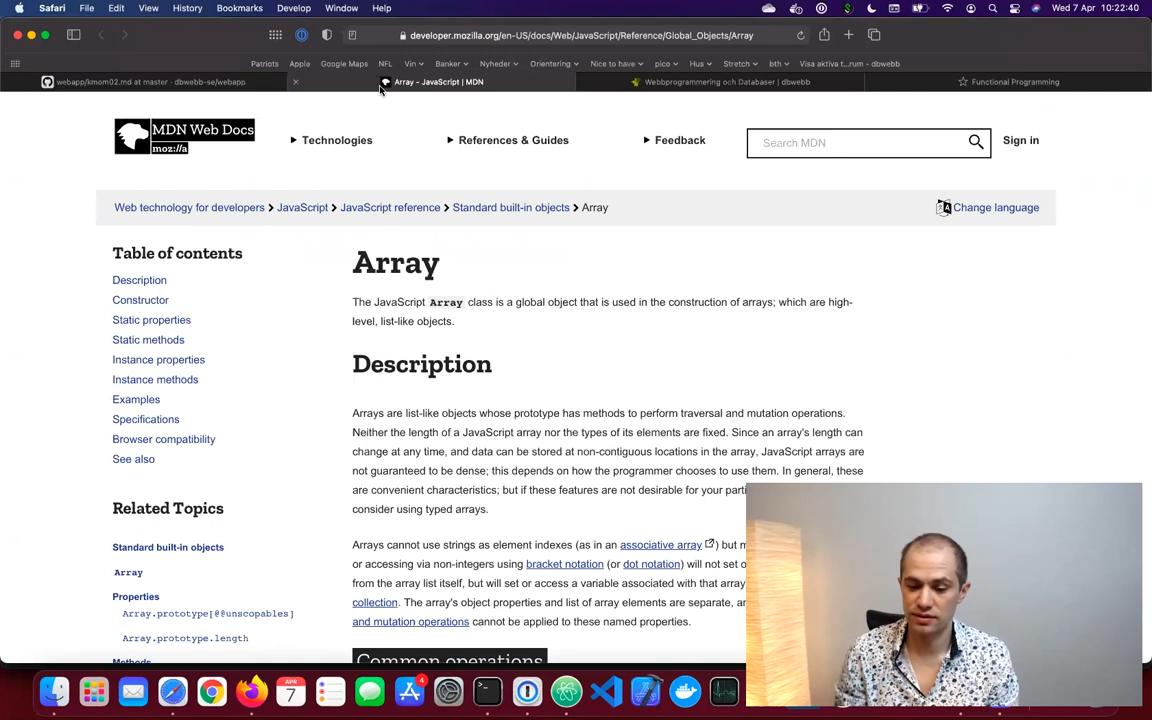 Safari File Edit View History Bookmarks Develop Window Help Wed 7 Apr 10:22:40
developer.mozilla.org/en-US/docs/Web/JavaScript/Reference/Global_Objects/Array
Patriots Apple Google Maps NFL Vin Banker Nyheder Orientering Nice to have pico Hus Stretch bth Visa aktiva t...rum - dbwebb
webapp/kmom02.md at master · dbwebb-se/webapp Array - JavaScript | MDN Webbprogrammering och Databaser | dbwebb Functional Programming
MDN Web Docs
moz://a
Technologies References & Guides Feedback Search MDN Sign in
Web technology for developers JavaScript JavaScript reference Standard built-in objects Array Change language
Table of contents
Description
Constructor
Static properties
Static methods
Instance properties
Instance methods
Examples
Specifications
Browser compatibility
See also
Related Topics
Standard built-in objects
Array
Properties
Array.prototype[@@unscopables]
Array.prototype.length
Methods
Array
The JavaScript Array class is a global object that is used in the construction of arrays; which are high-
level, list-like objects.
Description
Arrays are list-like objects whose prototype has methods to perform traversal and mutation operations.
Neither the length of a JavaScript array nor the types of its elements are fixed. Since an array's length can
change at any time, and data can be stored at non-contiguous locations in the array, JavaScript arrays are
not guaranteed to be dense; this depends on how the programmer chooses to use them. In general, these
are convenient characteristics; but if these features are not desirable for your
consider using typed arrays.
Arrays cannot use strings as element indexes (as in an associative array) but
or accessing via non-integers using bracket notation (or dot notation) will not set
from the array list itself, but will set or access a variable associated with that array
collection. The array's object properties and list of array elements are separate,
and mutation operations cannot be applied to these named properties.
Common operations
APR
7
4